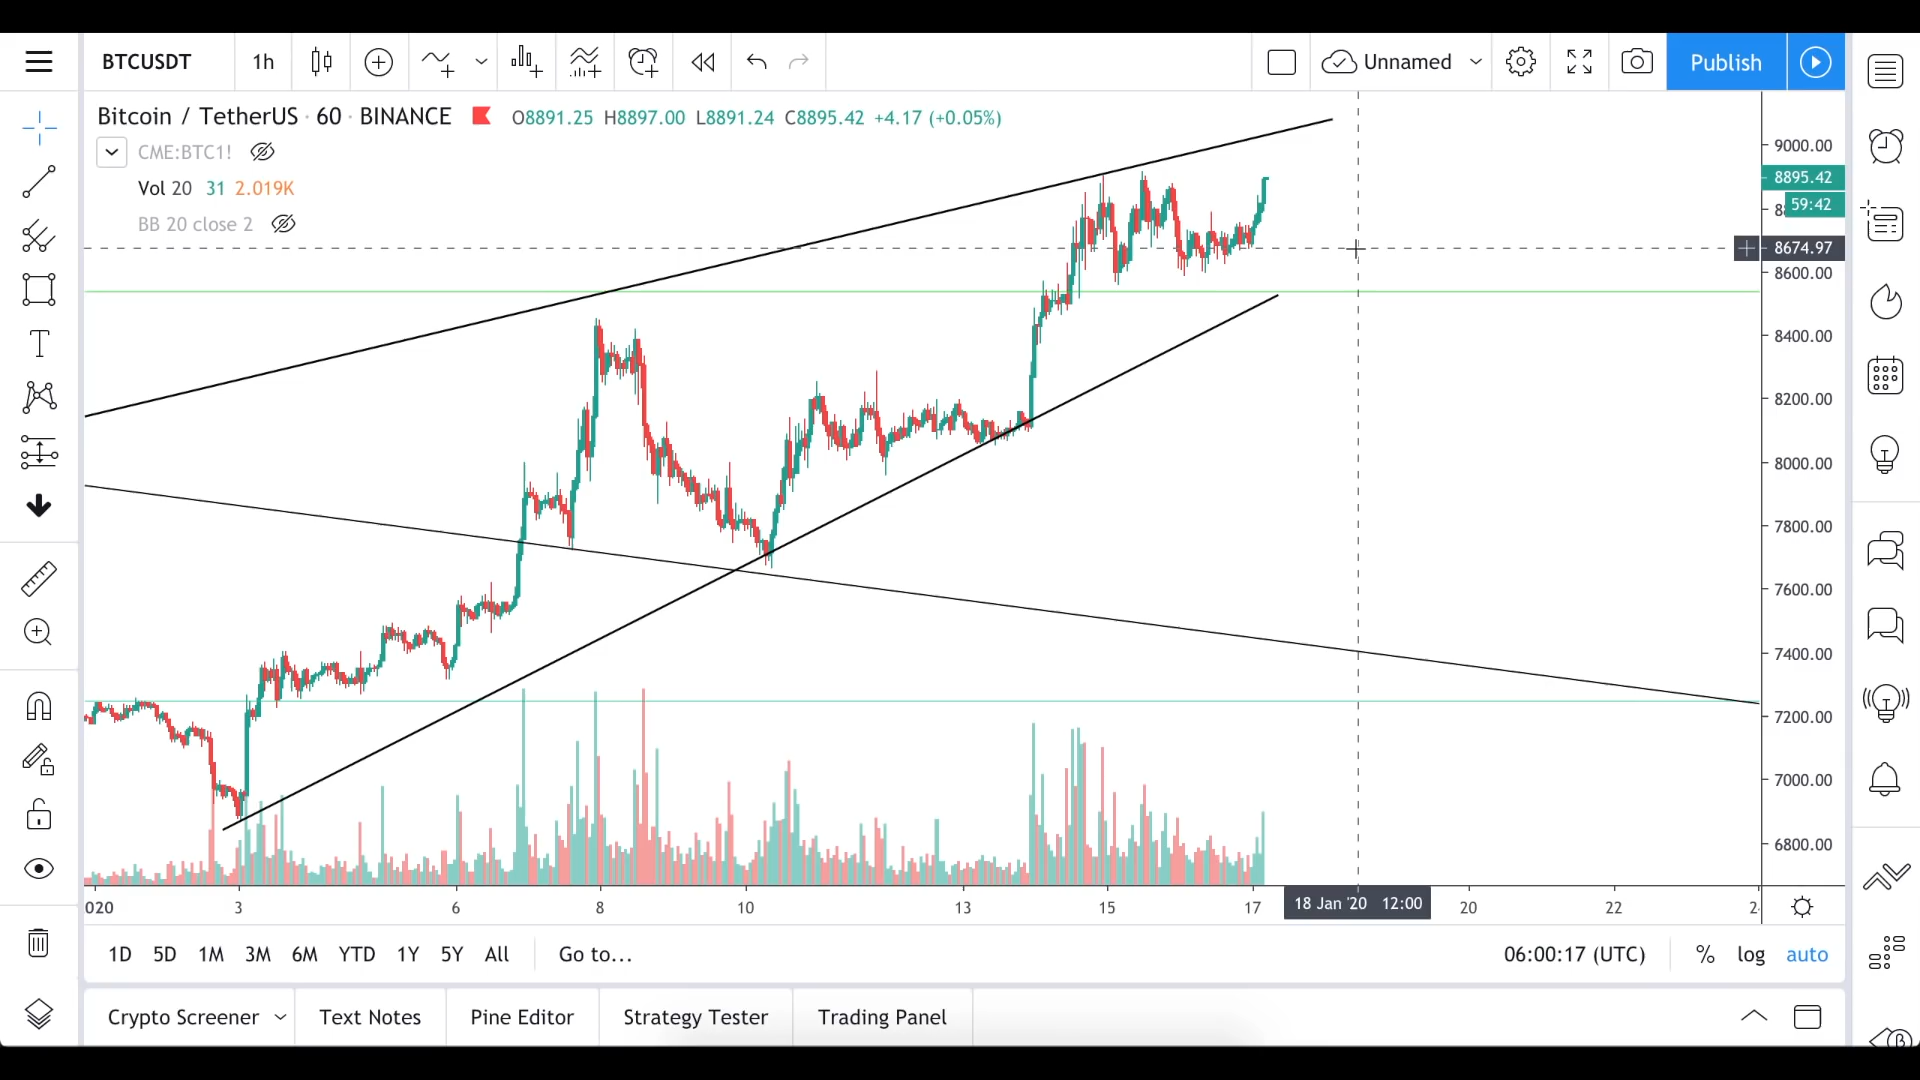 BTCUSDT 1h Unnamed Publish
Bitcoin / TetherUS · 60 · BINANCE O8891.25 H8897.00 L8891.24 C8895.42 +4.17 (+0.05%)
CME:BTC1!
Vol 20 31 2.019K
BB 20 close 2
9000.00
8895.42
59:42
8674.97
8600.00
8400.00
8200.00
8000.00
7800.00
7600.00
7400.00
7200.00
7000.00
6800.00
020 3 6 8 10 13 15 17 18 Jan '20 12:00 20 22
1D 5D 1M 3M 6M YTD 1Y 5Y All Go to... 06:00:17 (UTC) % log auto
Crypto Screener Text Notes Pine Editor Strategy Tester Trading Panel